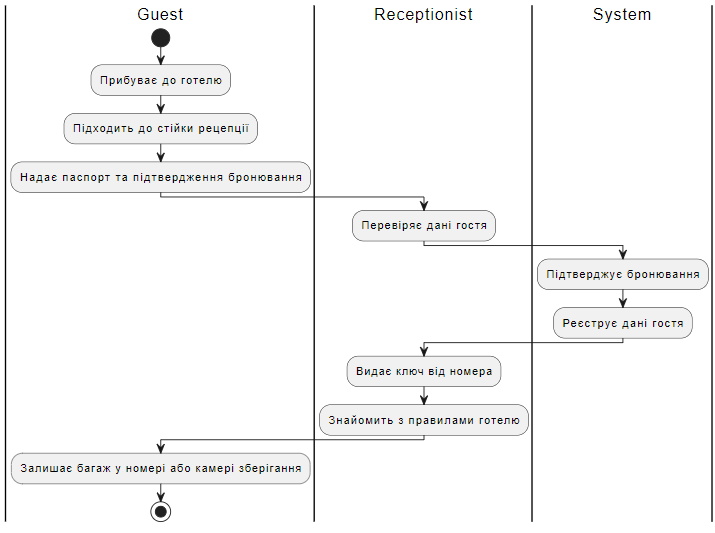 Guest
Receptionist
System
Прибуває до готелю
Підходить до стійки рецепції
Надає паспорт та підтвердження бронювання
Перевіряє дані гостя
Підтверджує бронювання
Реєструє дані гостя
Видає ключ від номера
Знайомить з правилами готелю
Залишає багаж у номері або камері зберігання